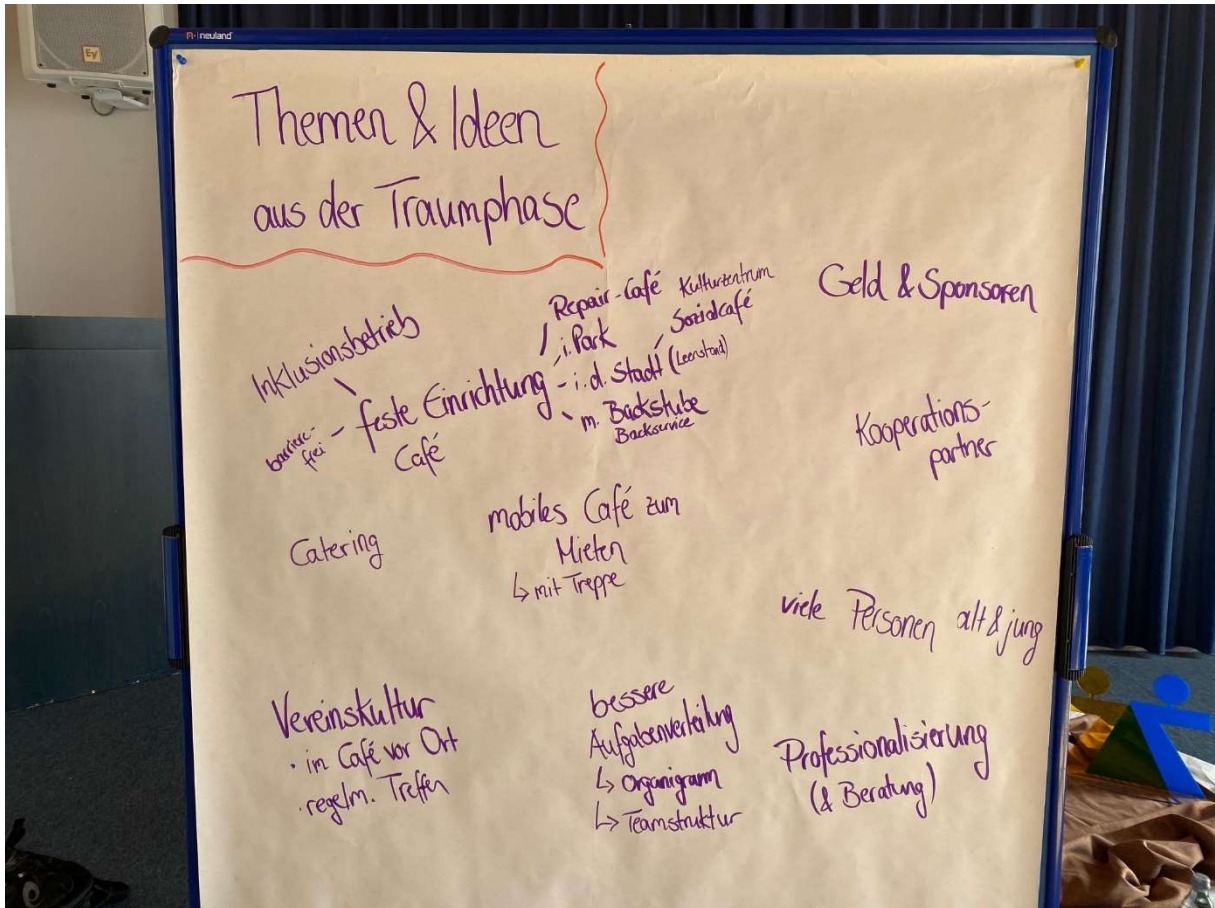 EV
neuland
Themen & Ideen
aus der Traumphase
Inklusionsbetrieb
barriere-
frei
feste Einrichtung
Café
Repair-Café Kulturzentrum
i. Park
Sozialcafé
i. d. Stadt (Leerstand)
m. Backstube
Backservice
Geld & Sponsoren
Kooperations-
partner
Catering
mobiles Café zum
Mieten
↳ mit Treppe
viele Personen alt & jung
Vereinskultur
· im Café vor Ort
· regelm. Treffen
bessere
Aufgabenverteilung
↳ Organigramm
↳ Teamstruktur
Professionalisierung
(& Beratung)